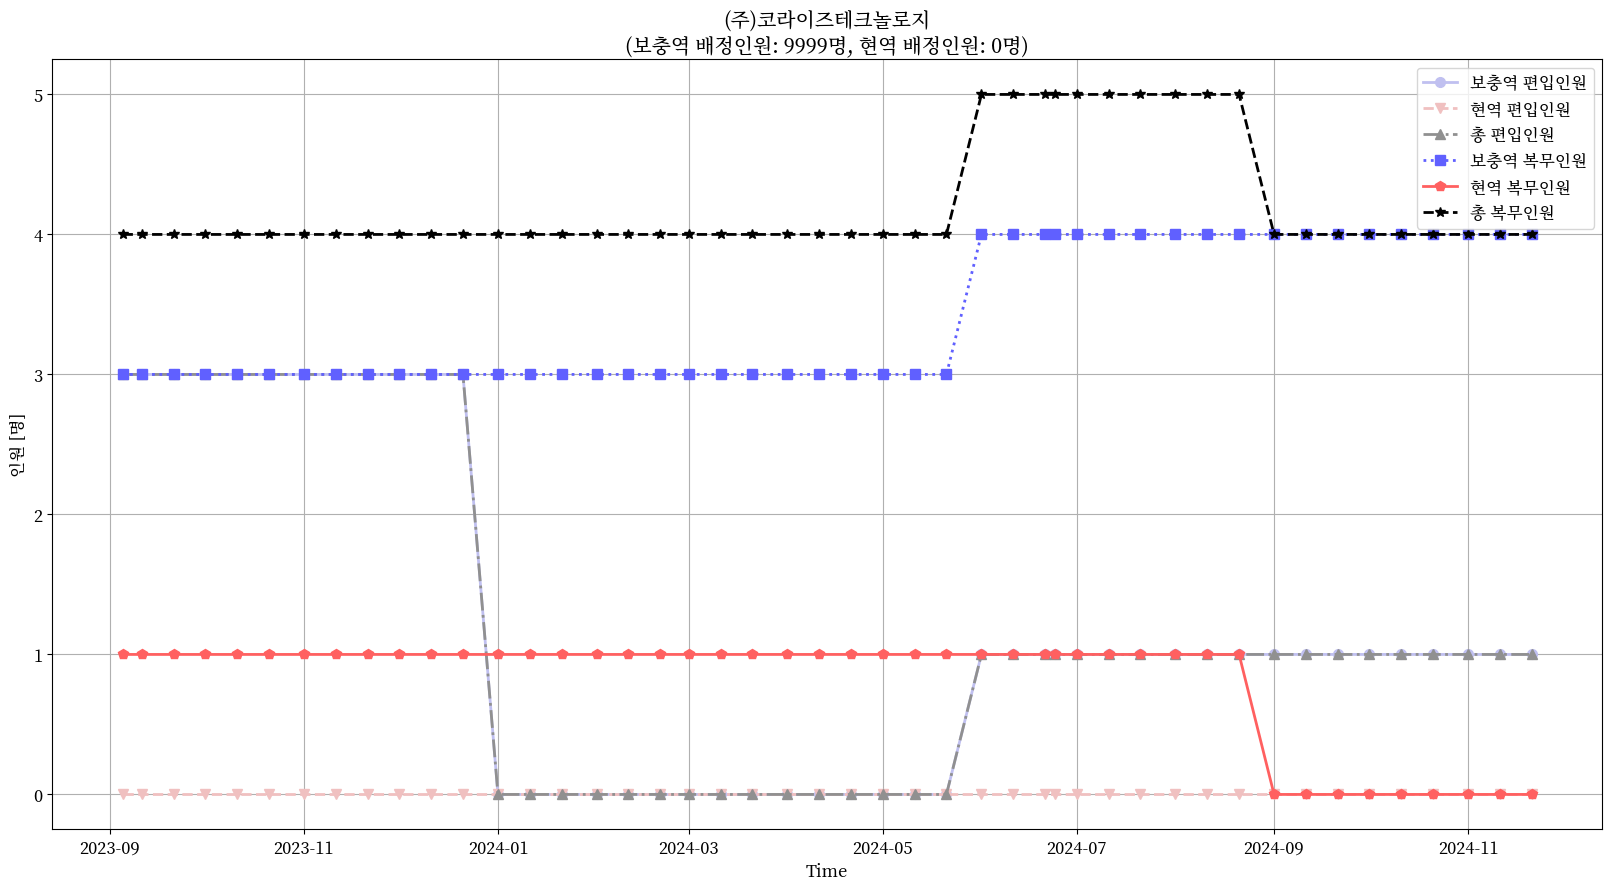 (주)코라이즈테크놀로지
(보충역 배정인원: 9999명, 현역 배정인원: 0명)
보충역 편입인원
현역 편입인원
총 편입인원
보충역 복무인원
현역 복무인원
총 복무인원
인원 [명]
5
4
3
2
1
0
2023-09 2023-11 2024-01 2024-03 2024-05 2024-07 2024-09 2024-11
Time